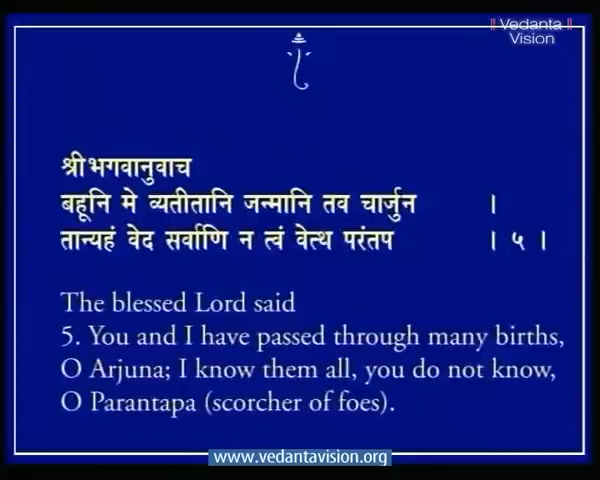 || Vedanta ||
Vision
श्रीभगवानुवाच
बहूनि मे व्यतीतानि जन्मानि तव चार्जुन ।
तान्यहं वेद सर्वाणि न त्वं वेत्थ परंतप । ५ ।
The blessed Lord said
5. You and I have passed through many births,
O Arjuna; I know them all, you do not know,
O Parantapa (scorcher of foes).
www.vedantavision.org